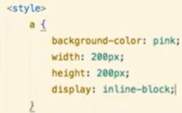 <style>
a {
background-color: pink;
width: 200px;
height: 200px;
display: inline-block;
}